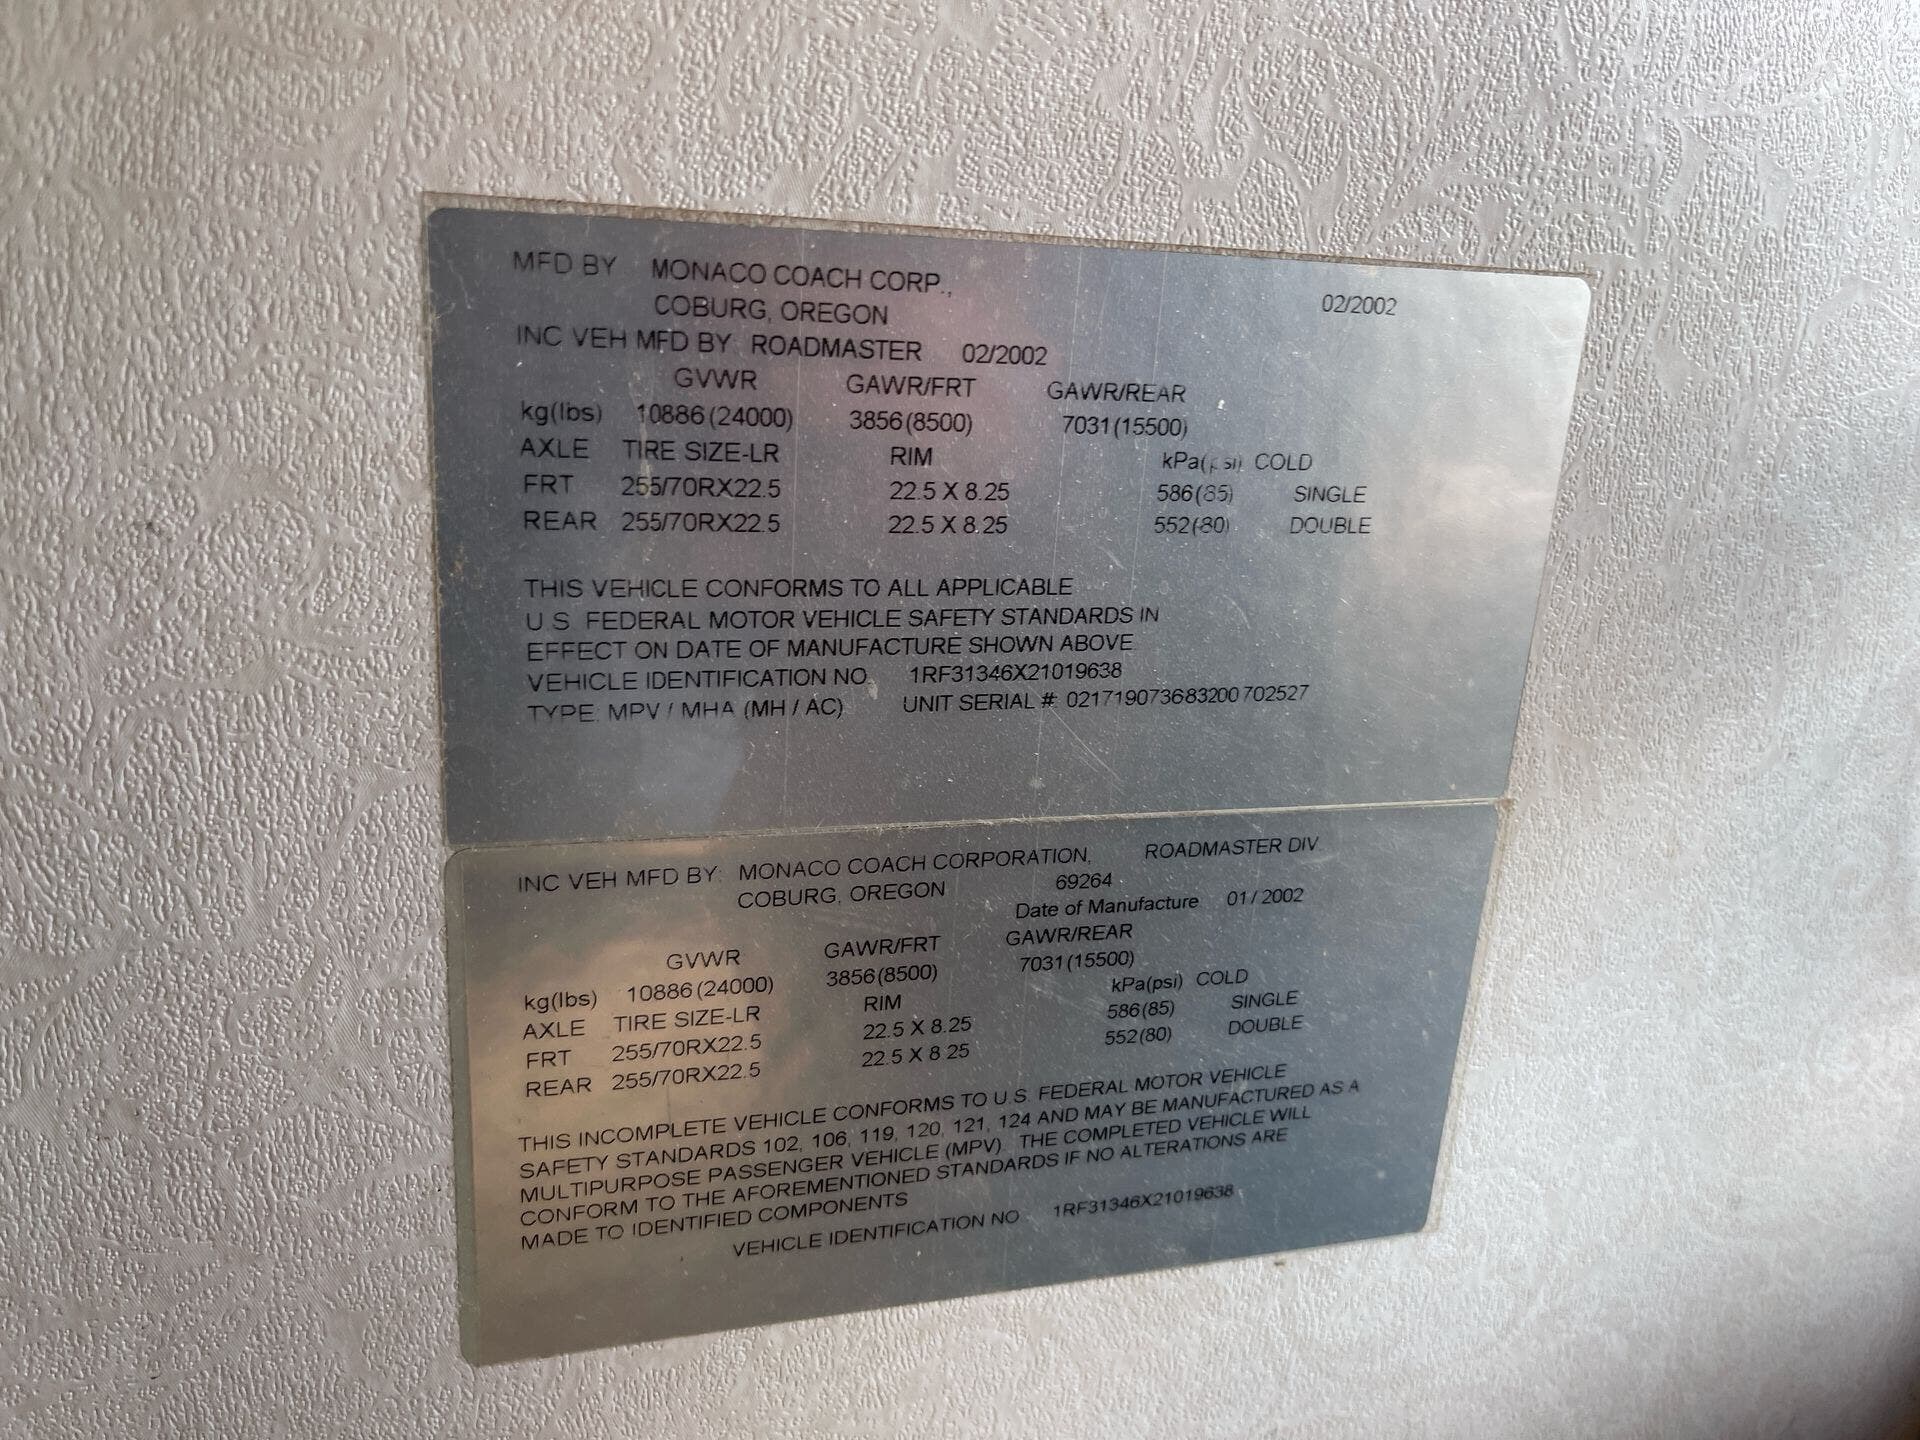 MFD BY MONACO COACH CORP.,
COBURG, OREGON 02/2002
INC VEH MFD BY: ROADMASTER 02/2002
GVWR GAWR/FRT GAWR/REAR
kg(lbs) 10886(24000) 3856(8500) 7031(15500)
AXLE TIRE SIZE-LR RIM kPa(psi) COLD
FRT 255/70RX22.5 22.5 X 8.25 586(85) SINGLE
REAR 255/70RX22.5 22.5 X 8.25 552(80) DOUBLE
THIS VEHICLE CONFORMS TO ALL APPLICABLE
U.S. FEDERAL MOTOR VEHICLE SAFETY STANDARDS IN
EFFECT ON DATE OF MANUFACTURE SHOWN ABOVE
VEHICLE IDENTIFICATION NO. 1RF31346X21019638
TYPE: MPV / MHA (MH / AC) UNIT SERIAL #: 021719073683200702527
INC VEH MFD BY: MONACO COACH CORPORATION, ROADMASTER DIV.
COBURG, OREGON 69264
Date of Manufacture 01/2002
GVWR GAWR/FRT GAWR/REAR
kg(lbs) 10886(24000) 3856(8500) 7031(15500)
AXLE TIRE SIZE-LR RIM kPa(psi) COLD
FRT 255/70RX22.5 22.5 X 8.25 586(85) SINGLE
REAR 255/70RX22.5 22.5 X 8.25 552(80) DOUBLE
THIS INCOMPLETE VEHICLE CONFORMS TO U.S. FEDERAL MOTOR VEHICLE
SAFETY STANDARDS 102, 106, 119, 120, 121, 124 AND MAY BE MANUFACTURED AS A
MULTIPURPOSE PASSENGER VEHICLE (MPV). THE COMPLETED VEHICLE WILL
CONFORM TO THE AFOREMENTIONED STANDARDS IF NO ALTERATIONS ARE
MADE TO IDENTIFIED COMPONENTS
VEHICLE IDENTIFICATION NO. 1RF31346X21019638